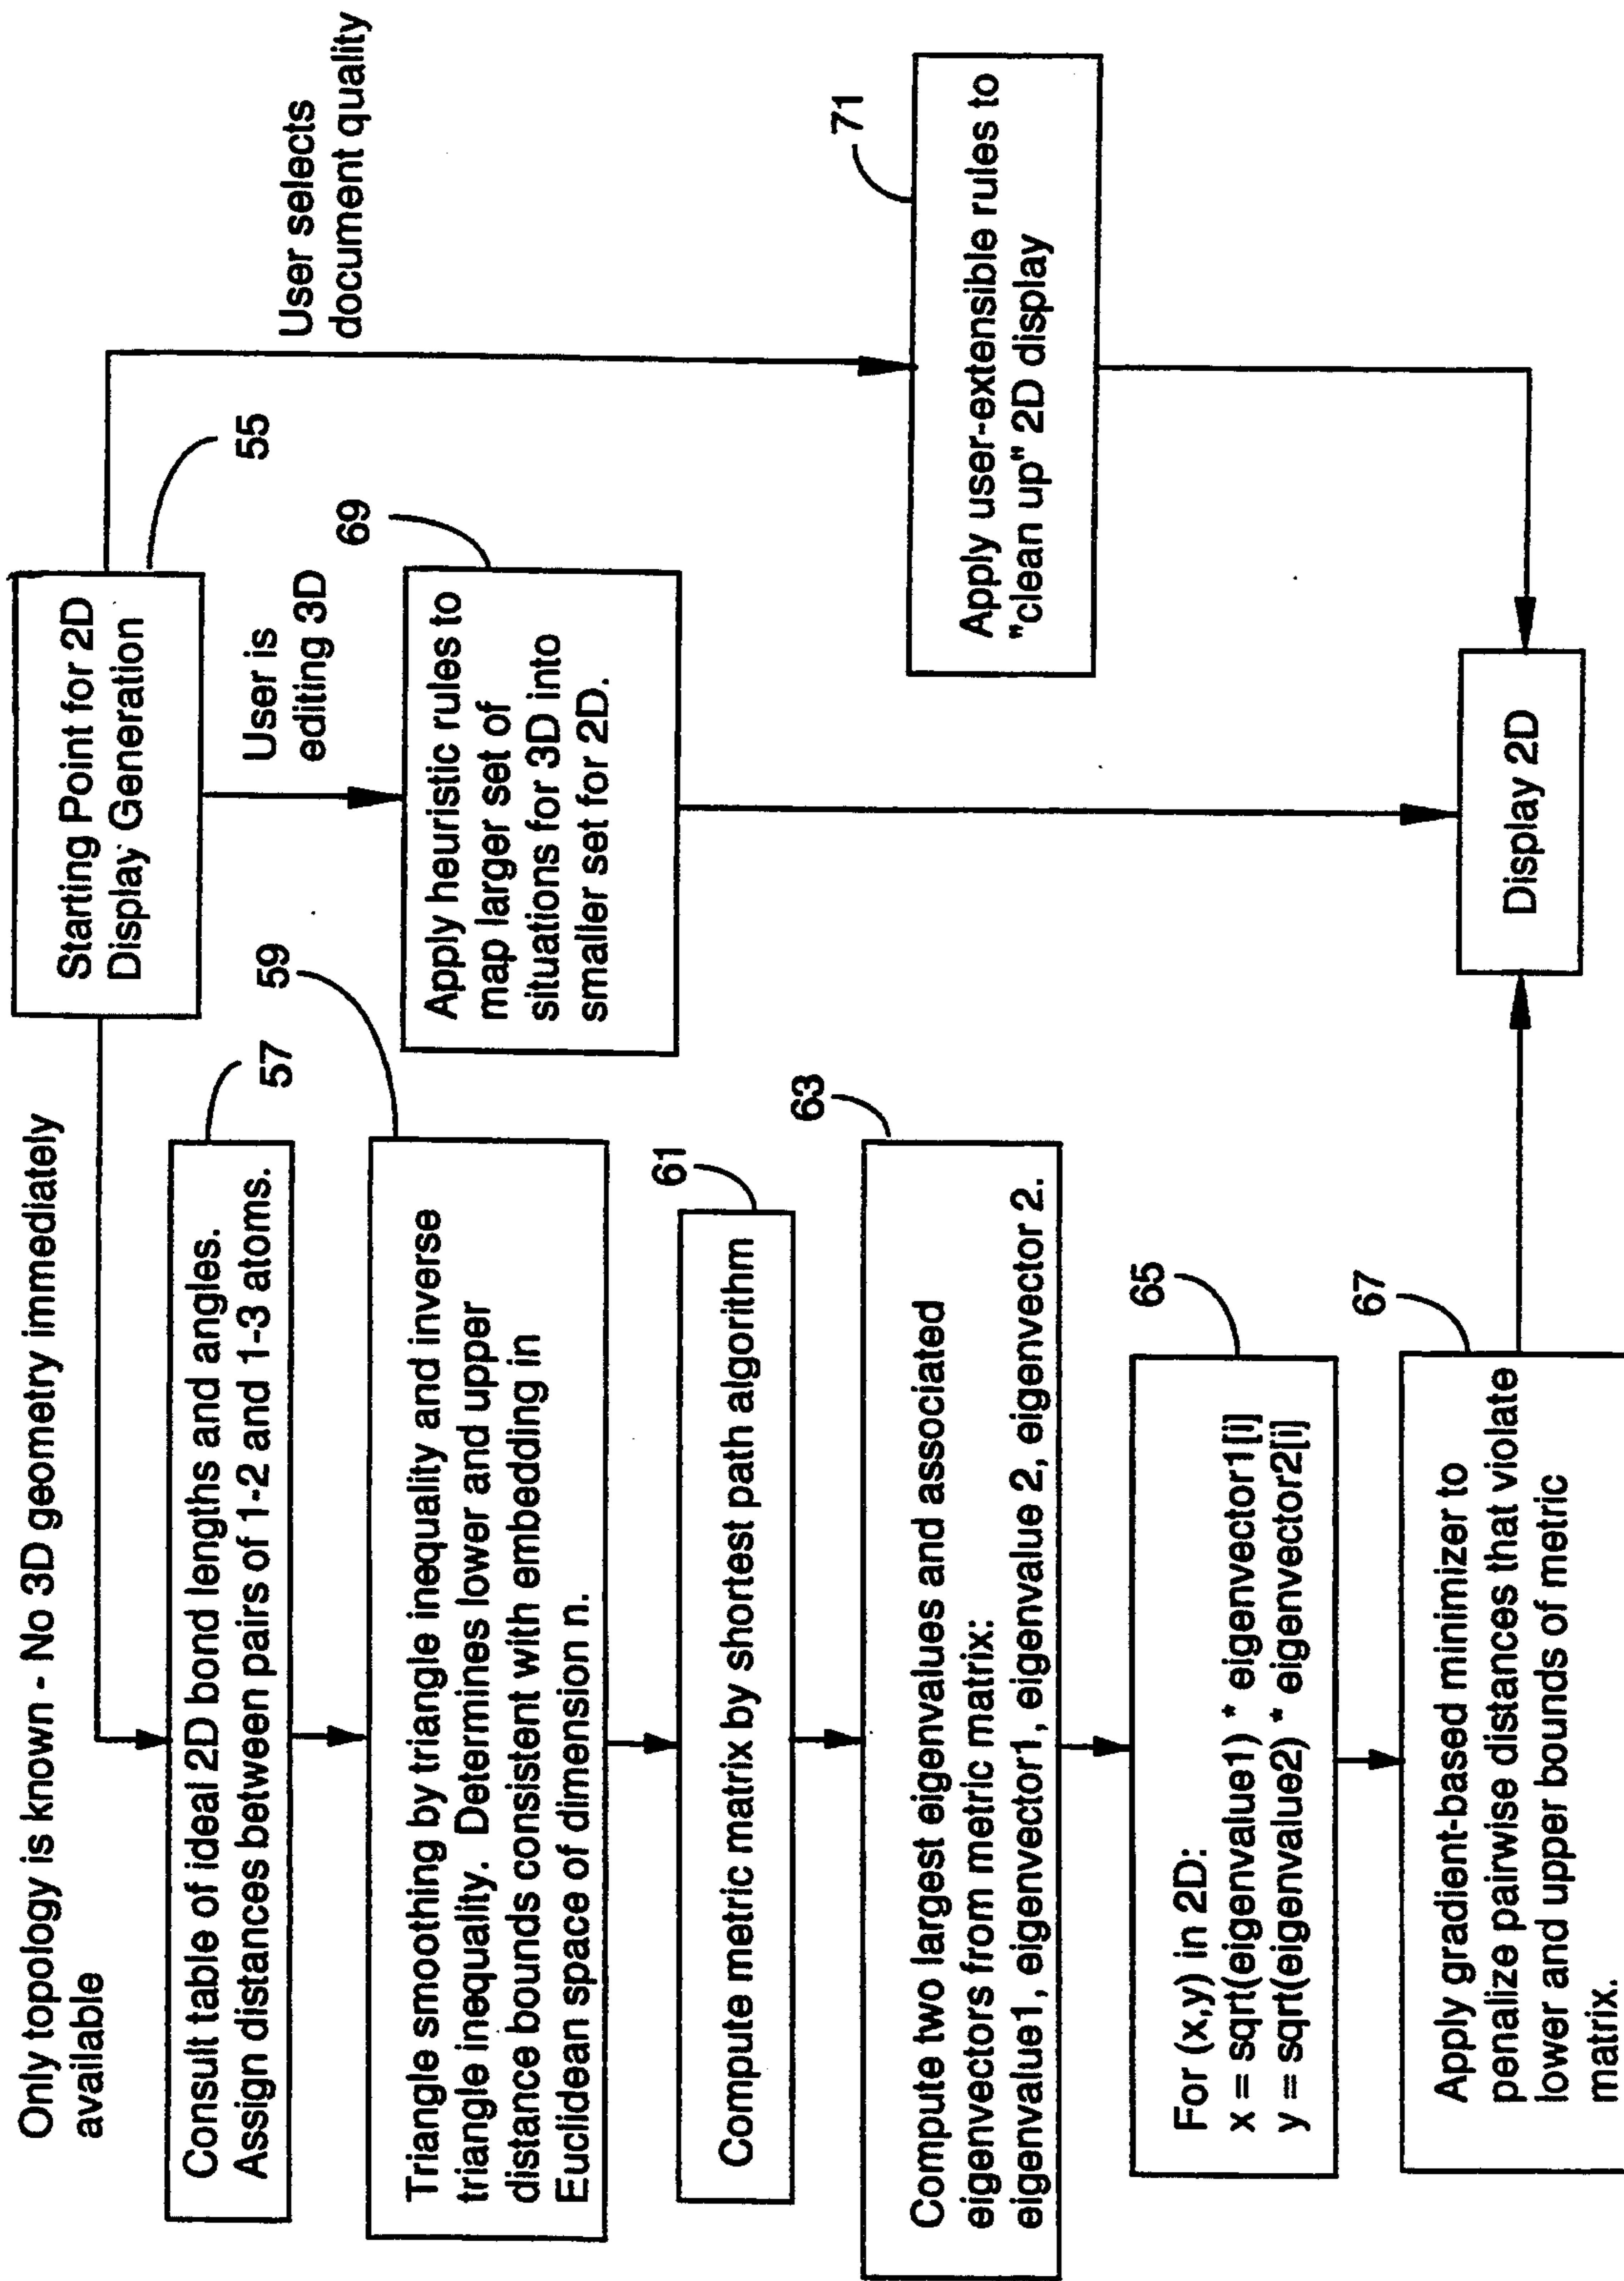 Only topology is known - No 3D geometry immediately
available
Starting Point for 2D
Display Generation
55
User selects
document quality
User is
editing 3D
57
Consult table of ideal 2D bond lengths and angles.
Assign distances between pairs of 1-2 and 1-3 atoms.
59
Triangle smoothing by triangle inequality and inverse
triangle inequality. Determines lower and upper
distance bounds consistent with embedding in
Euclidean space of dimension n.
61
Compute metric matrix by shortest path algorithm
63
Compute two largest eigenvalues and associated
eigenvectors from metric matrix:
eigenvalue1, eigenvector1, eigenvalue 2, eigenvector 2.
65
For (x,y) in 2D:
x = sqrt(eigenvalue1) * eigenvector1[i]
y = sqrt(eigenvalue2) * eigenvector2[i]
67
Apply gradient-based minimizer to
penalize pairwise distances that violate
lower and upper bounds of metric
matrix.
69
Apply heuristic rules to
map larger set of
situations for 3D into
smaller set for 2D.
71
Apply user-extensible rules to
"clean up" 2D display
Display 2D